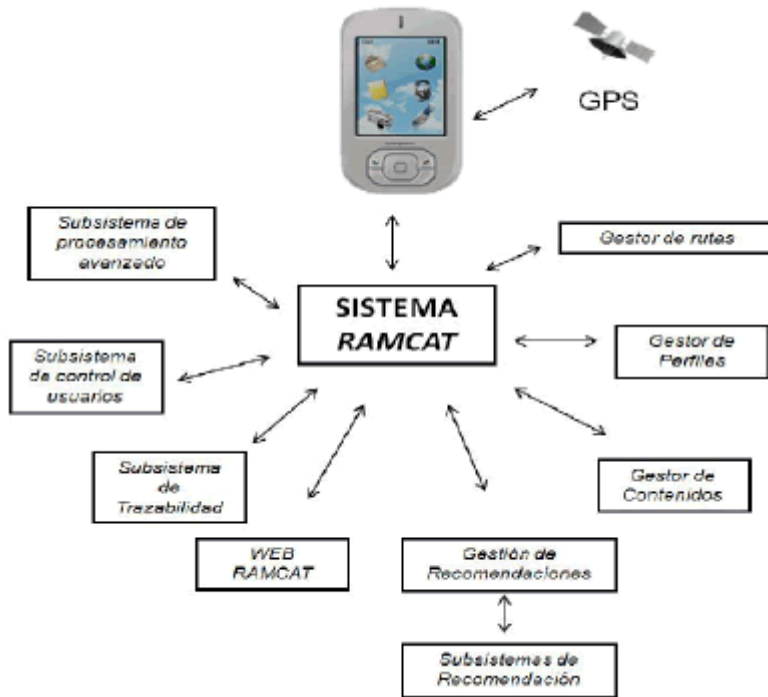 GPS
Subsistema de
procesamiento
avanzado
Gestor de rutas
SISTEMA
RAMCAT
Gestor de
Perfiles
Subsistema
de control de
usuarios
Subsistema
de
Trazabilidad
Gestor de
Contenidos
WEB
RAMCAT
Gestión de
Recomendaciones
Subsistemas de
Recomendación